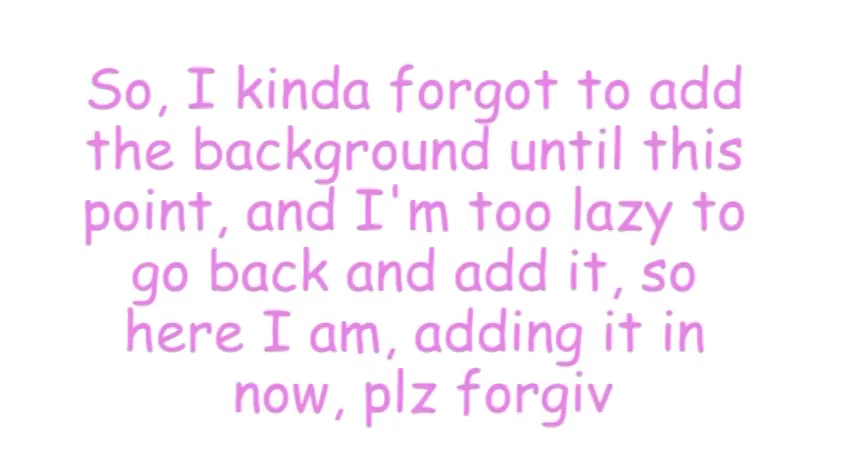 So, I kinda forgot to add
the background until this
point, and I'm too lazy to
go back and add it, so
here I am, adding it in
now, plz forgiv